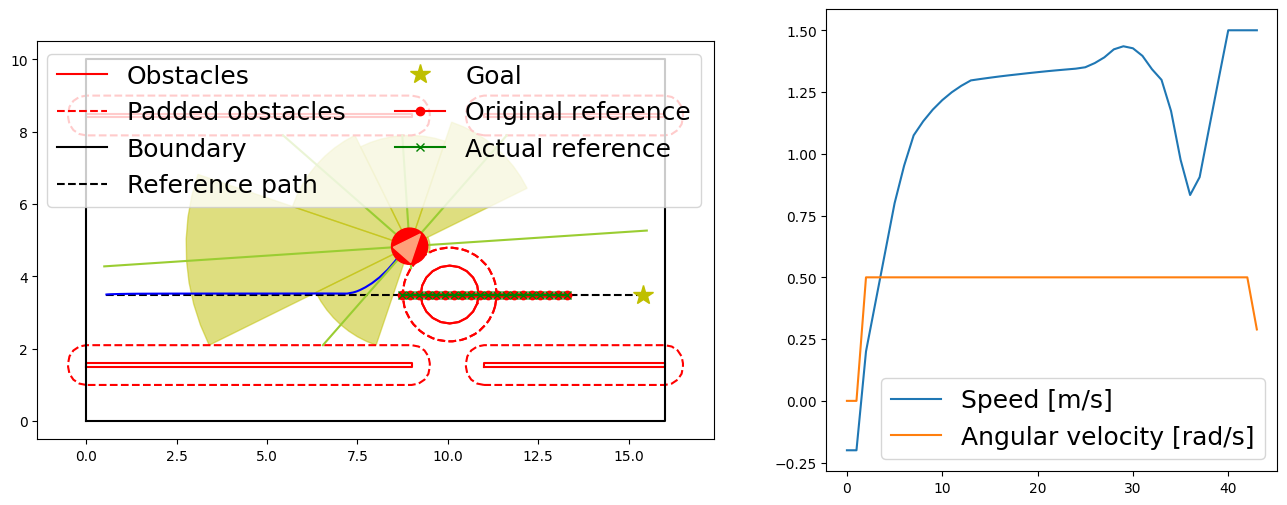 Obstacles
Padded obstacles
Boundary
Reference path
Goal
Original reference
Actual reference
10
8
6
4
2
0
0.0 2.5 5.0 7.5 10.0 12.5 15.0
1.50
1.25
1.00
0.75
0.50
0.25
0.00
−0.25
Speed [m/s]
Angular velocity [rad/s]
0 10 20 30 40